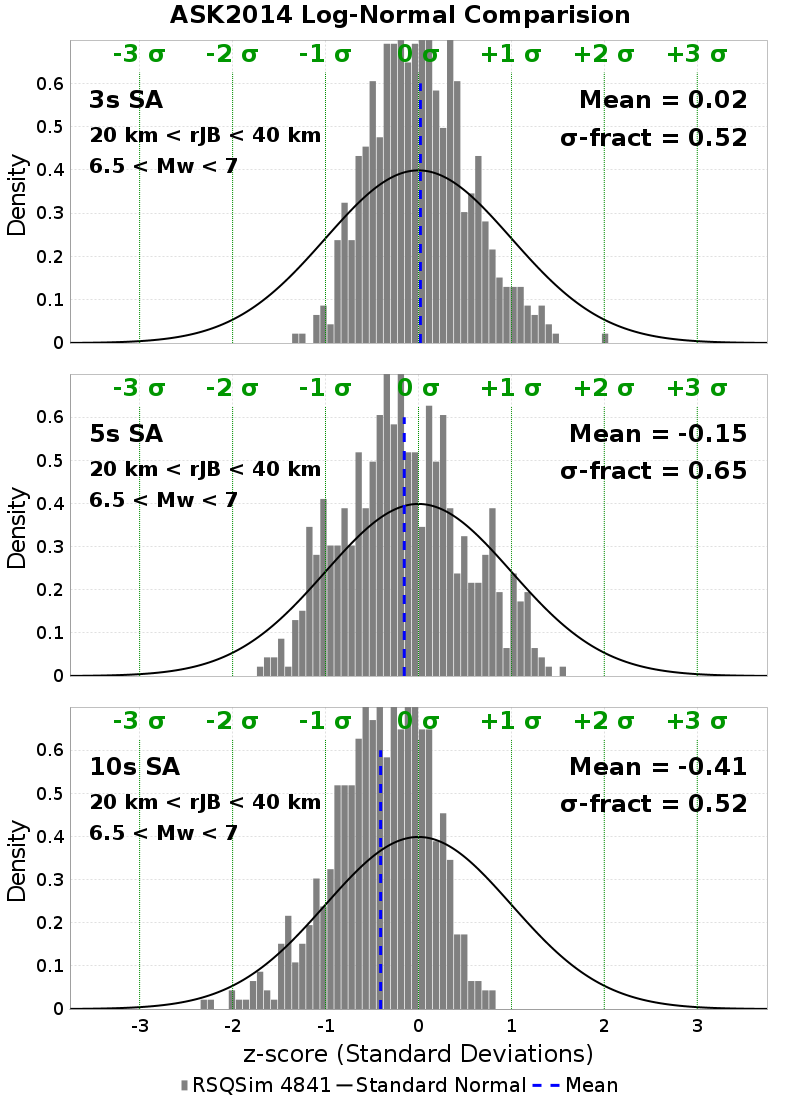 ASK2014 Log-Normal Comparision
-3 σ -2 σ -1 σ 0 σ +1 σ +2 σ +3 σ
0.6
3s SA Mean = 0.02
0.5
20 km < rJB < 40 km σ-fract = 0.52
6.5 < Mw < 7
0.4
0.3
0.2
0.1
0
Density
-3 σ -2 σ -1 σ 0 σ +1 σ +2 σ +3 σ
0.6
5s SA Mean = -0.15
0.5
20 km < rJB < 40 km σ-fract = 0.65
6.5 < Mw < 7
0.4
0.3
0.2
0.1
0
Density
-3 σ -2 σ -1 σ 0 σ +1 σ +2 σ +3 σ
0.6
10s SA Mean = -0.41
0.5
20 km < rJB < 40 km σ-fract = 0.52
6.5 < Mw < 7
0.4
0.3
0.2
0.1
0
Density
-3 -2 -1 0 1 2 3
z-score (Standard Deviations)
RSQSim 4841 Standard Normal Mean